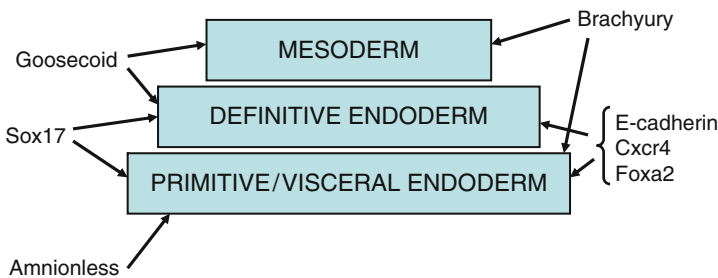 Brachyury
MESODERM
Goosecoid
DEFINITIVE ENDODERM
E-cadherin
Sox17
Cxcr4
Foxa2
PRIMITIVE/VISCERAL ENDODERM
Amnionless